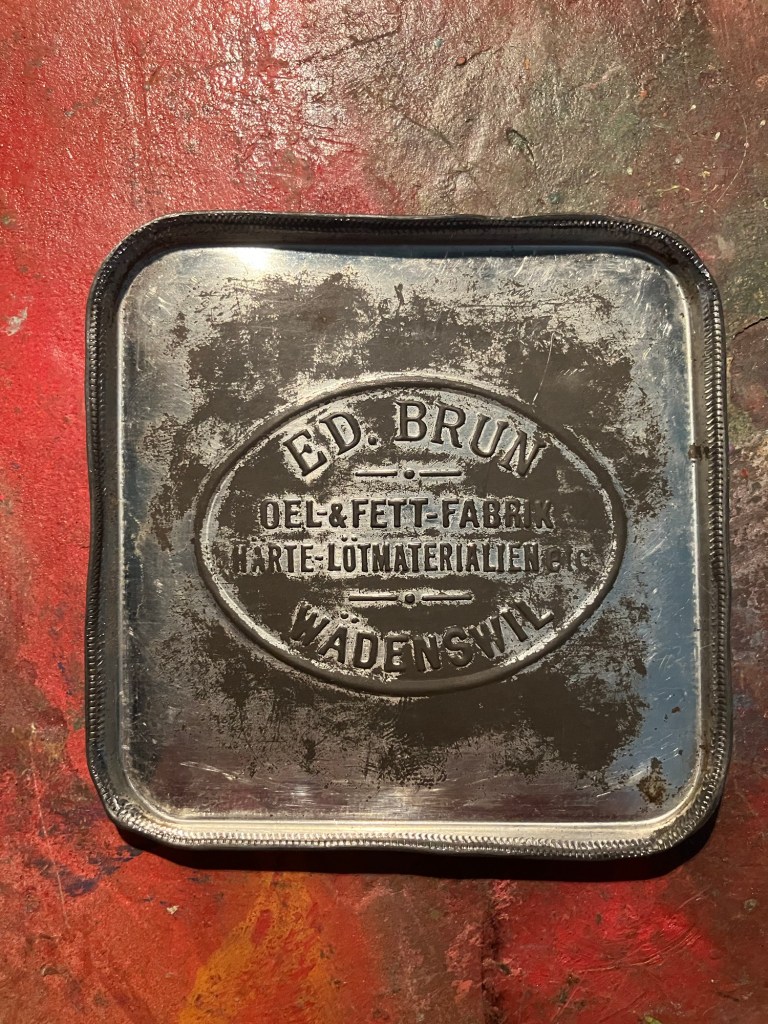 ED. BRUN
OEL-&FETT-FABRIK
HÄRTE-LÖTMATERIALIEN etc
WÄDENSWIL